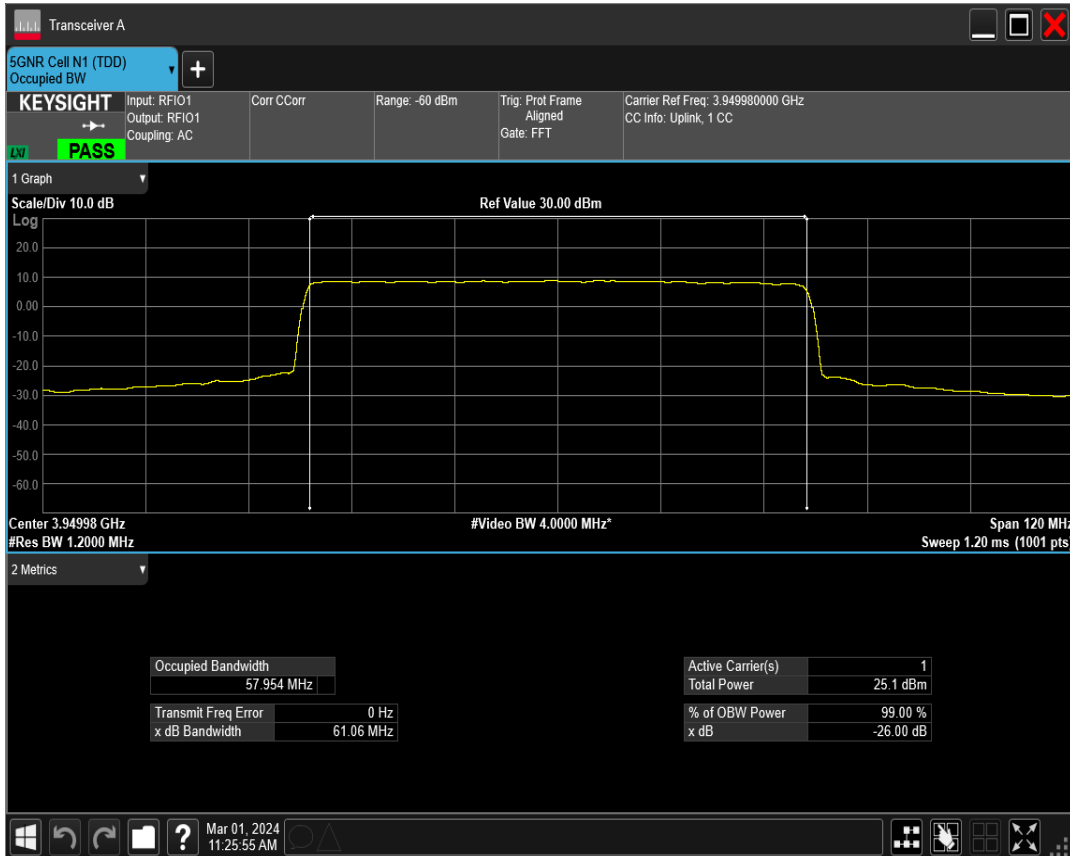 Transceiver A
5GNR Cell N1 (TDD)
Occupied BW
+
KEYSIGHT
LXI
PASS
Input: RFIO1
Output: RFIO1
Coupling: AC
Corr CCorr
Range: -60 dBm
Trig: Prot Frame
Aligned
Gate: FFT
Carrier Ref Freq: 3.949980000 GHz
CC Info: Uplink, 1 CC
1 Graph
Scale/Div 10.0 dB
Ref Value 30.00 dBm
Log
20.0
10.0
0.00
-10.0
-20.0
-30.0
-40.0
-50.0
-60.0
Center 3.94998 GHz
#Video BW 4.0000 MHz*
Span 120 MHz
#Res BW 1.2000 MHz
Sweep 1.20 ms (1001 pts)
2 Metrics
Occupied Bandwidth
57.954 MHz
Transmit Freq Error 0 Hz
x dB Bandwidth 61.06 MHz
Active Carrier(s) 1
Total Power 25.1 dBm
% of OBW Power 99.00 %
x dB -26.00 dB
?
Mar 01, 2024
11:25:55 AM